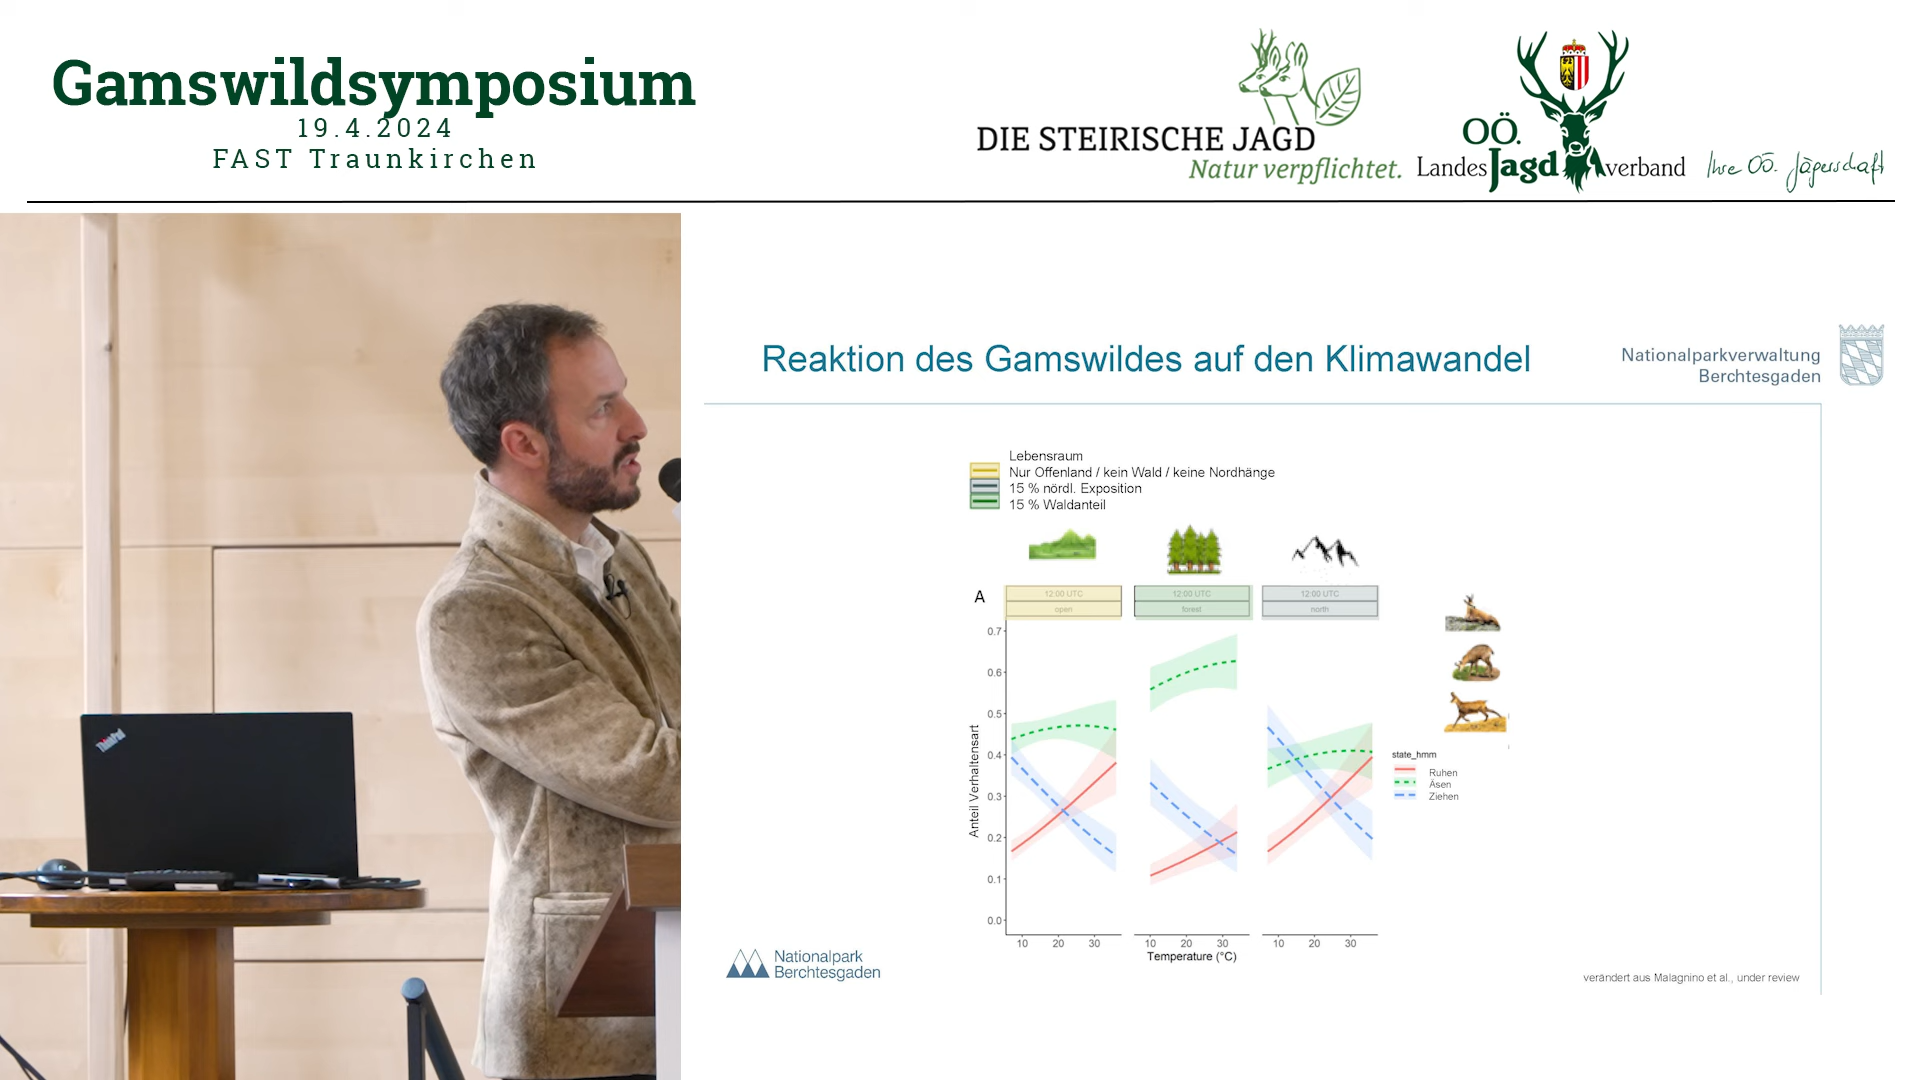 Gamswildsymposium
19.4.2024
FAST Traunkirchen
DIE STEIRISCHE JAGD
Natur verpflichtet.
OÖ.
LandesJagdverband
Ihre OÖ. Jägerschaft
ThinkPad
Reaktion des Gamswildes auf den Klimawandel
Nationalparkverwaltung
Berchtesgaden
Lebensraum
Nur Offenland / kein Wald / keine Nordhänge
15 % nördl. Exposition
15 % Waldanteil
A
12:00 UTC 12:00 UTC 12:00 UTC
open forest north
0.7
0.6
0.5
0.4
0.3
0.2
0.1
0.0
Anteil Verhaltensart
10 20 30 10 20 30 10 20 30
Temperature (°C)
state_hmm
Ruhen
Äsen
Ziehen
Nationalpark
Berchtesgaden
verändert aus Malagnino et al., under review